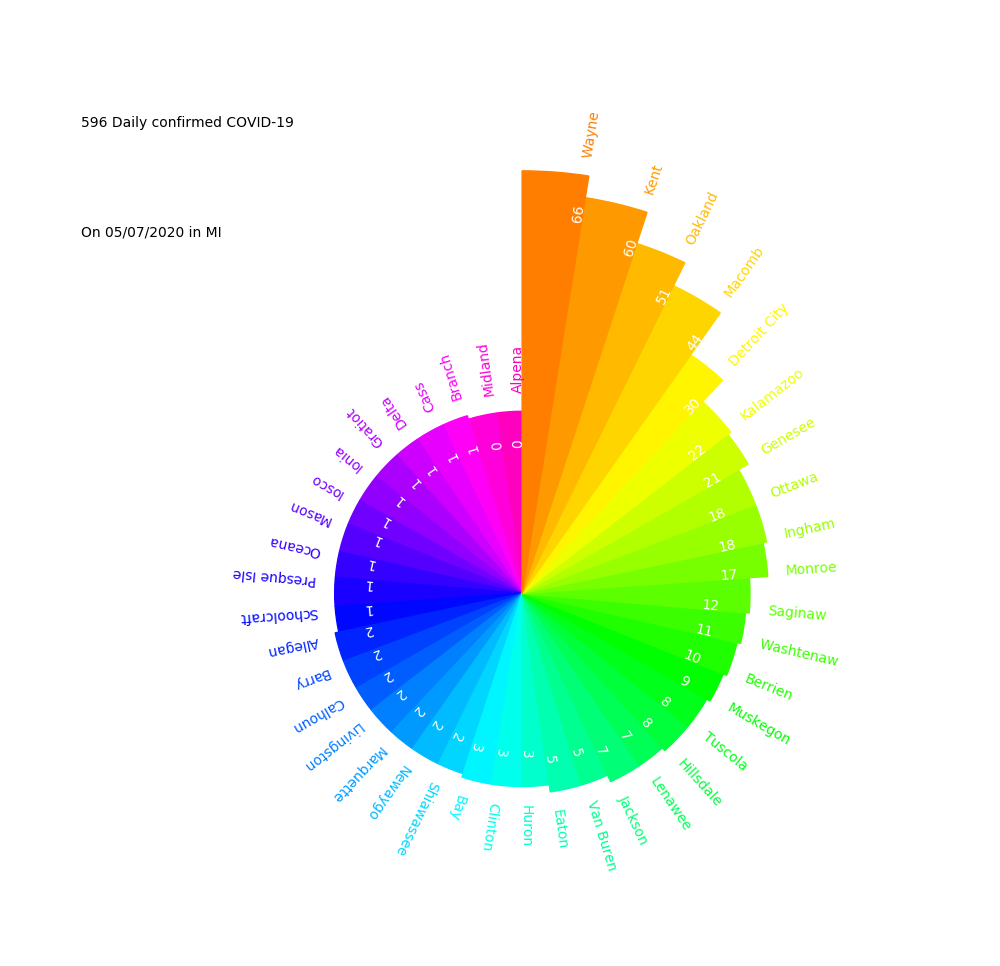 596 Daily confirmed COVID-19
On 05/07/2020 in MI
Wayne
66
Kent
60
Oakland
51
Macomb
44
Detroit City
30
Kalamazoo
22
Genesee
21
Ottawa
18
Ingham
18
Monroe
17
Saginaw
12
Washtenaw
11
Berrien
10
Muskegon
9
Tuscola
8
Hillsdale
8
Lenawee
7
Jackson
7
Van Buren
5
Eaton
5
Huron
3
Clinton
3
Bay
3
Shiawassee
2
Newaygo
2
Marquette
2
Livingston
2
Calhoun
2
Barry
2
Allegan
2
Schoolcraft
1
Presque Isle
1
Oceana
1
Mason
1
Iosco
1
Ionia
1
Gratiot
1
Delta
1
Cass
1
Branch
1
Midland
0
Alpena
0